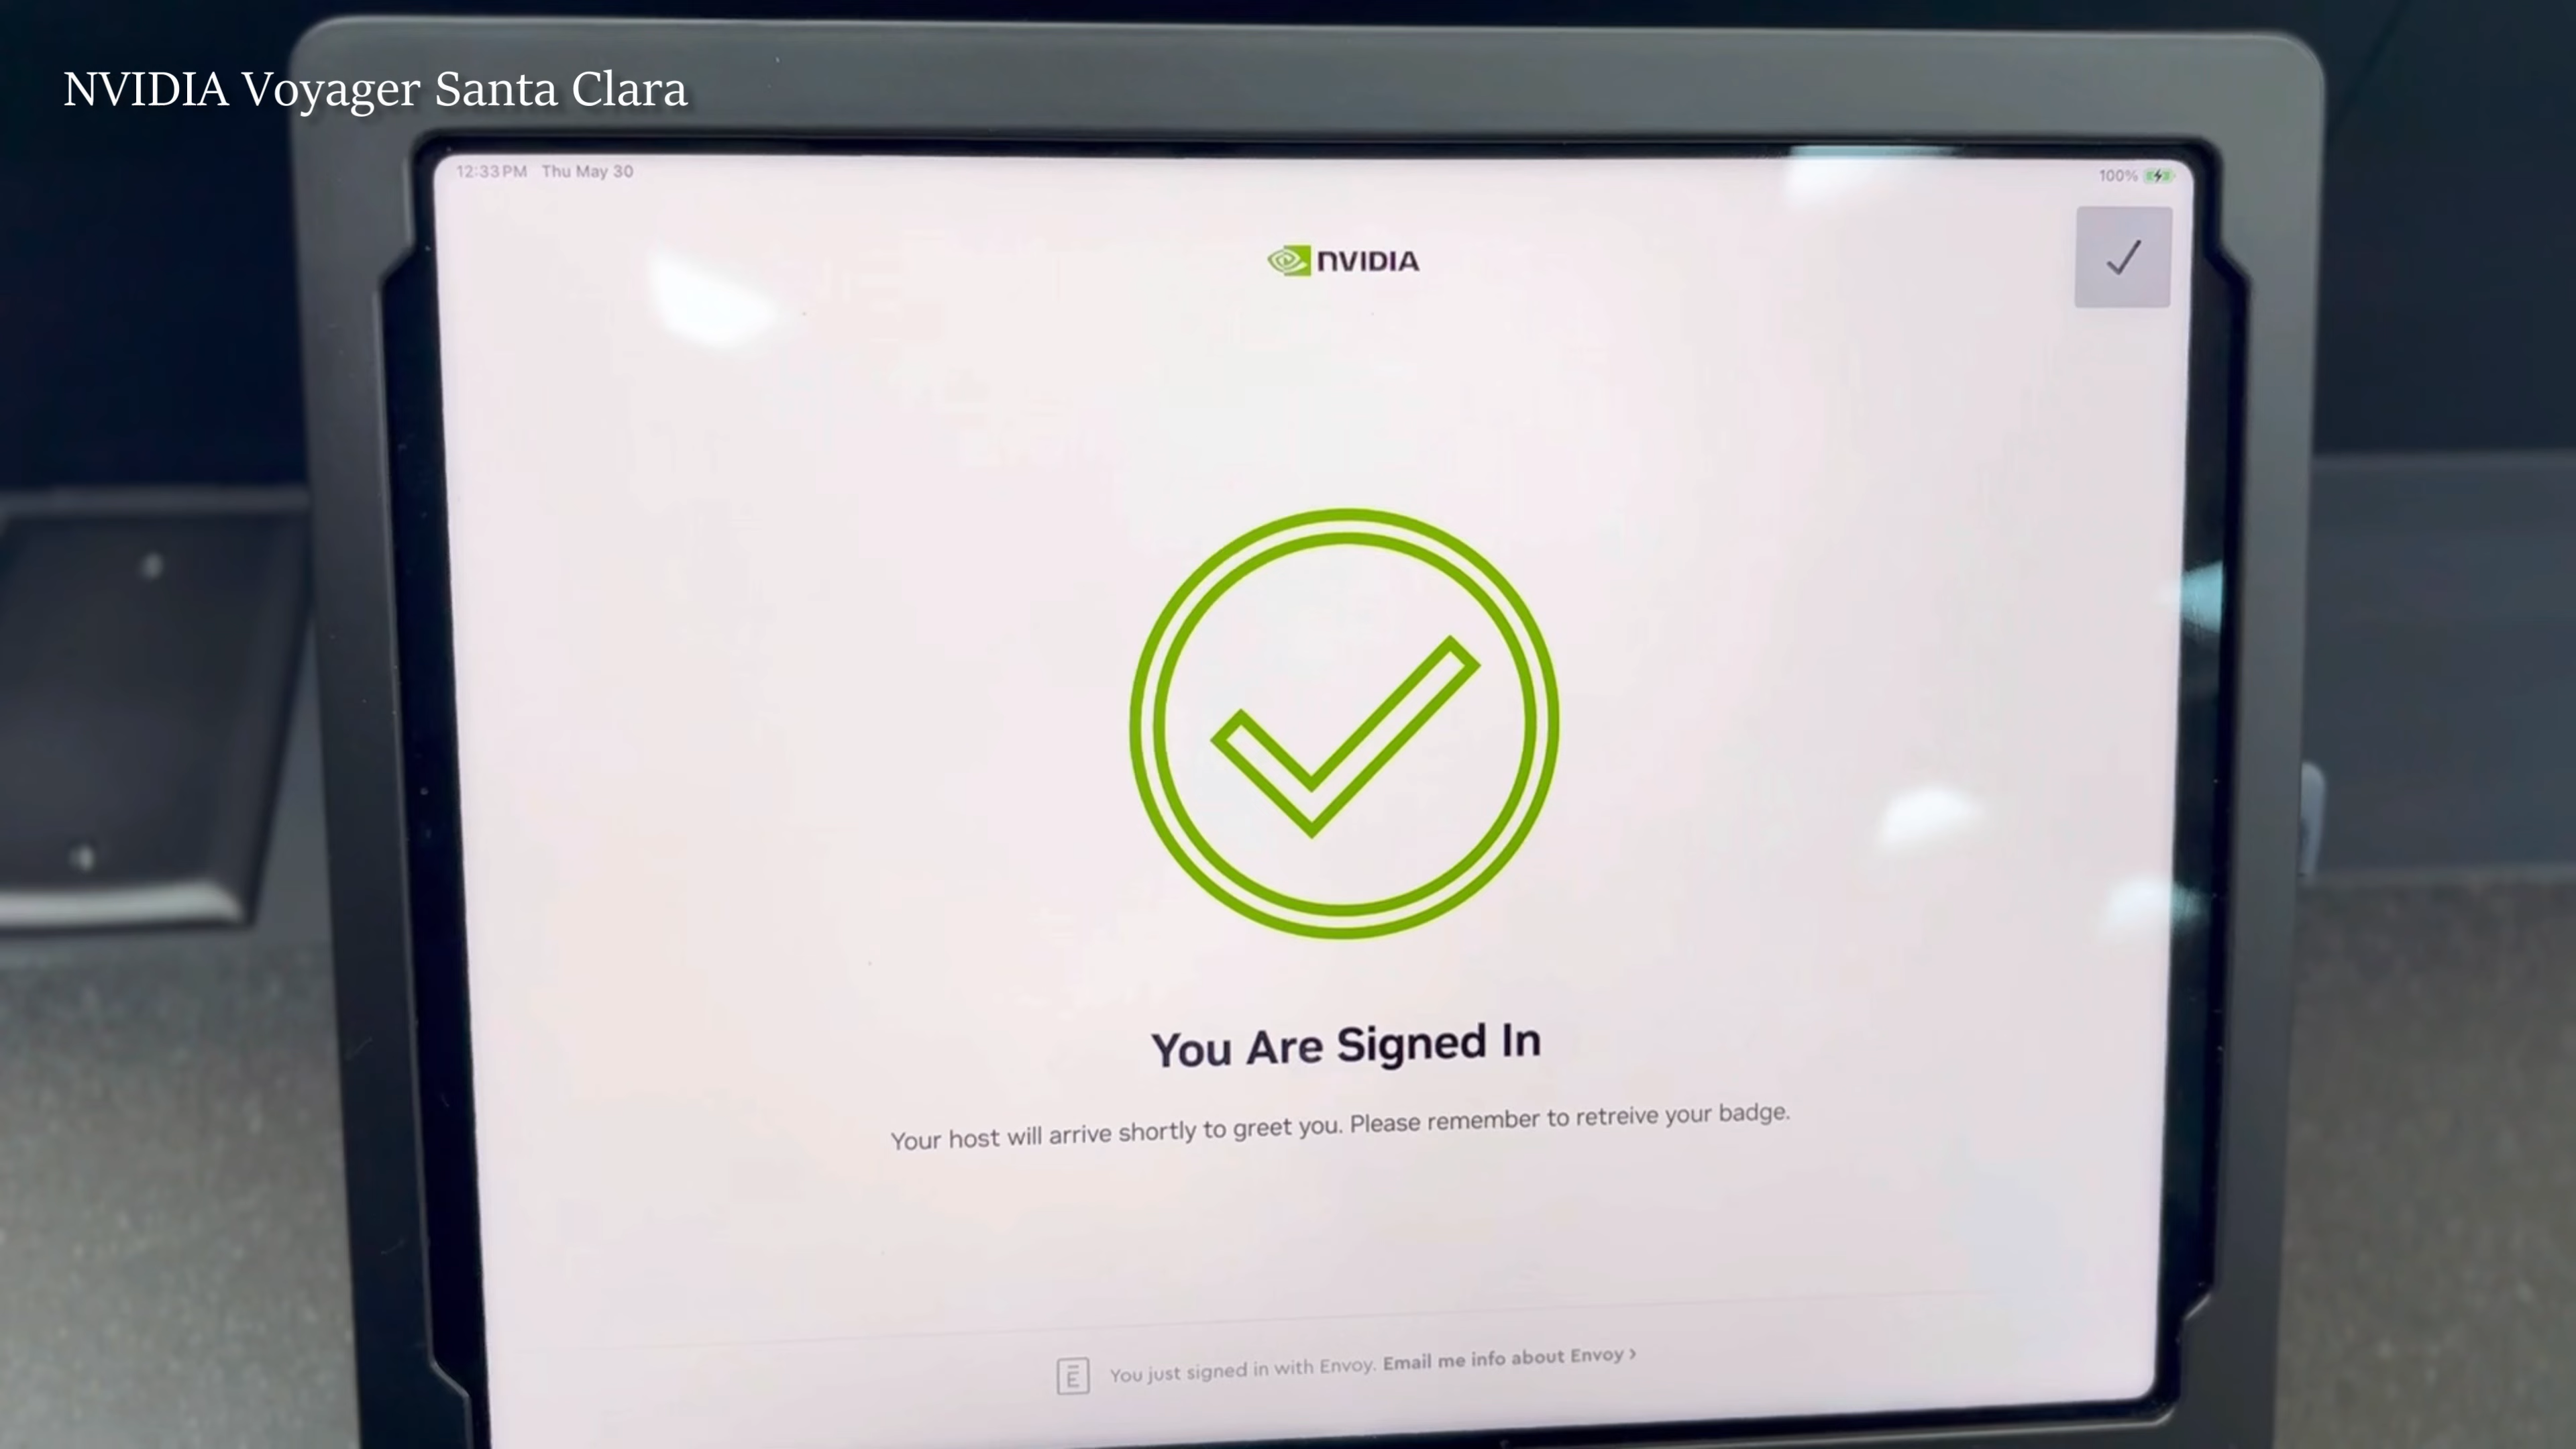 NVIDIA Voyager Santa Clara
12:33 PM Thu May 30
100%
NVIDIA
You Are Signed In
Your host will arrive shortly to greet you. Please remember to retreive your badge.
E You just signed in with Envoy. Email me info about Envoy >